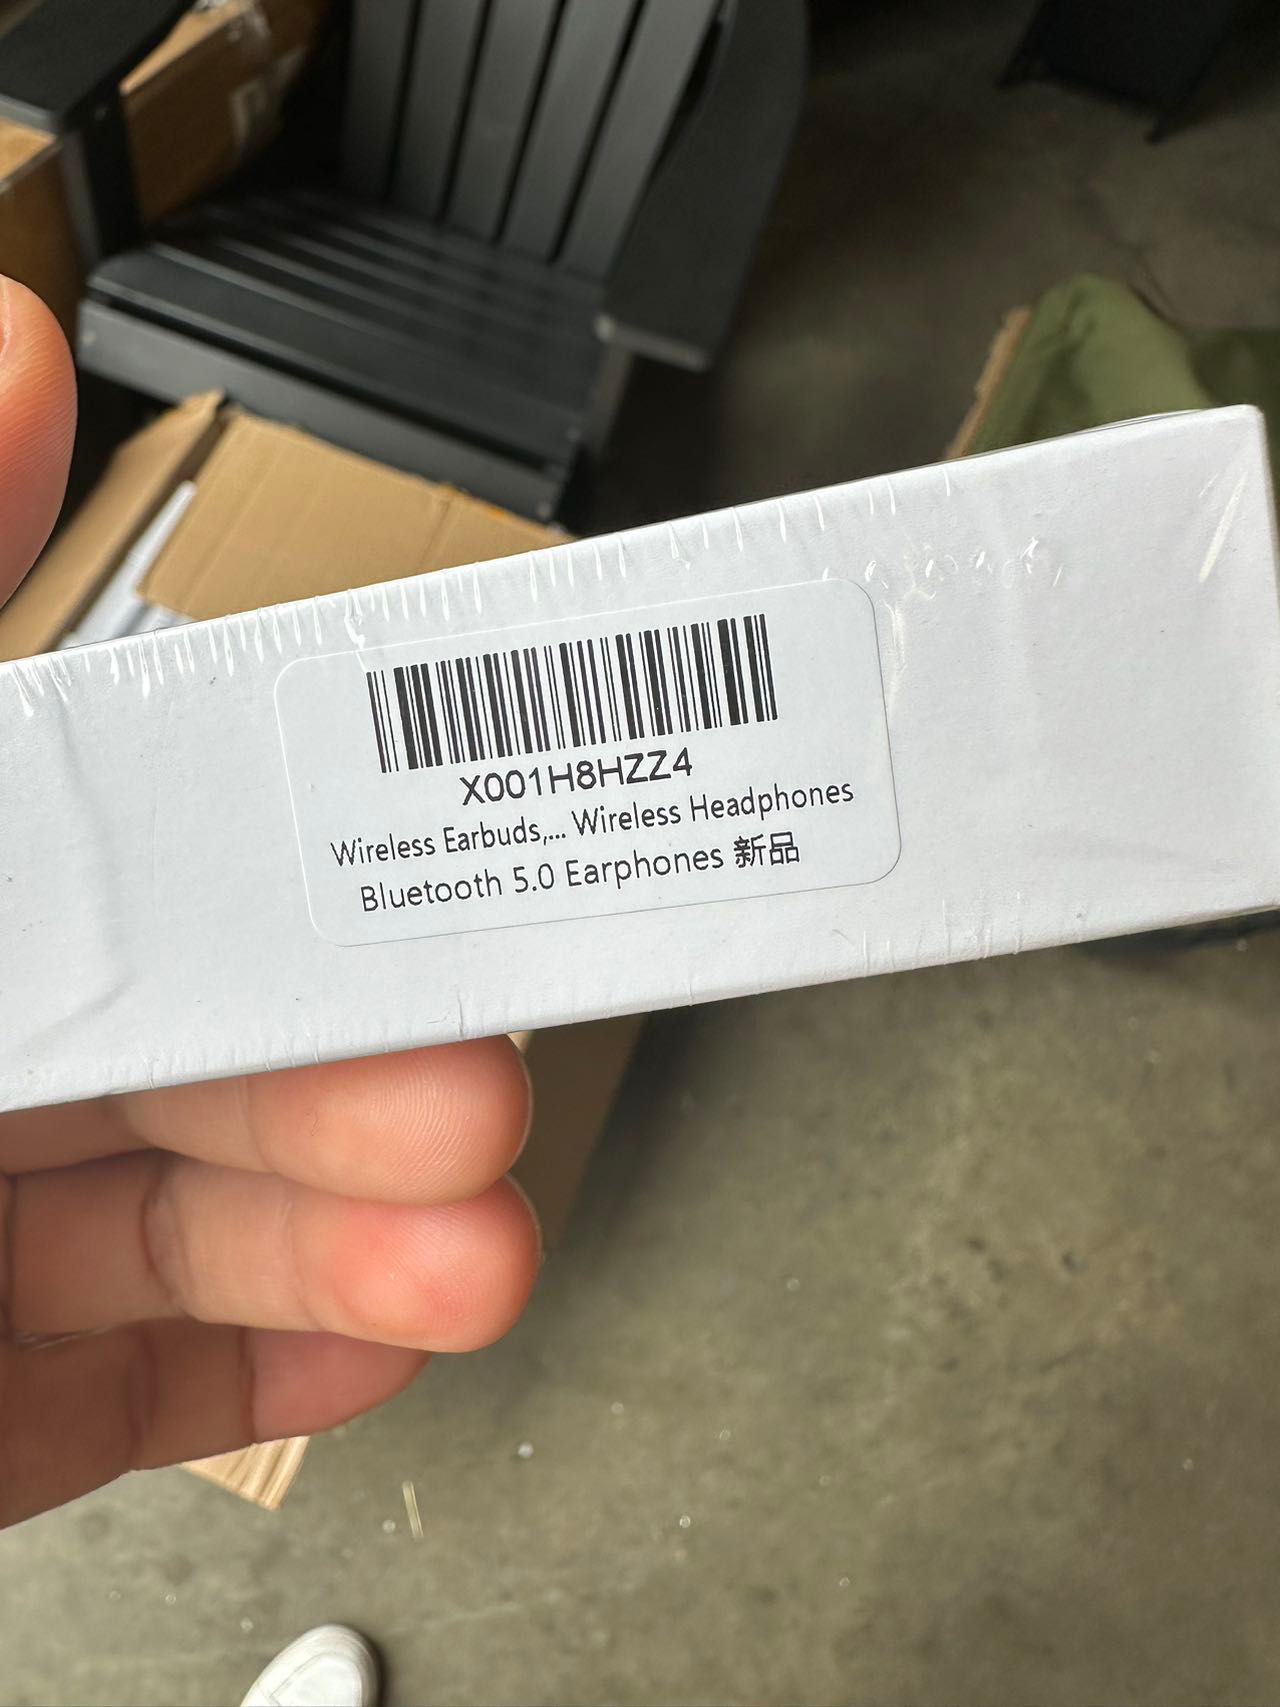 X001H8HZZ4
Wireless Earbuds,... Wireless Headphones
Bluetooth 5.0 Earphones 新品